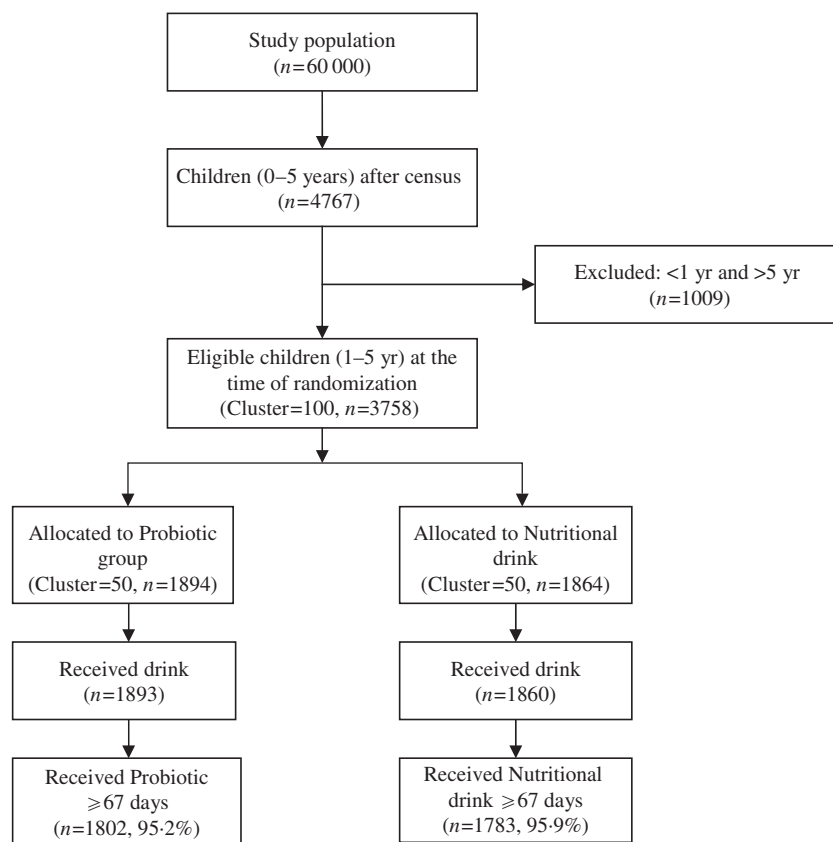 Study population
(n=60 000)
Children (0–5 years) after census
(n=4767)
Excluded: <1 yr and >5 yr
(n=1009)
Eligible children (1–5 yr) at the
time of randomization
(Cluster=100, n=3758)
Allocated to Probiotic
group
(Cluster=50, n=1894)
Allocated to Nutritional
drink
(Cluster=50, n=1864)
Received drink
(n=1893)
Received drink
(n=1860)
Received Probiotic
⩾67 days
(n=1802, 95·2%)
Received Nutritional
drink ⩾67 days
(n=1783, 95·9%)